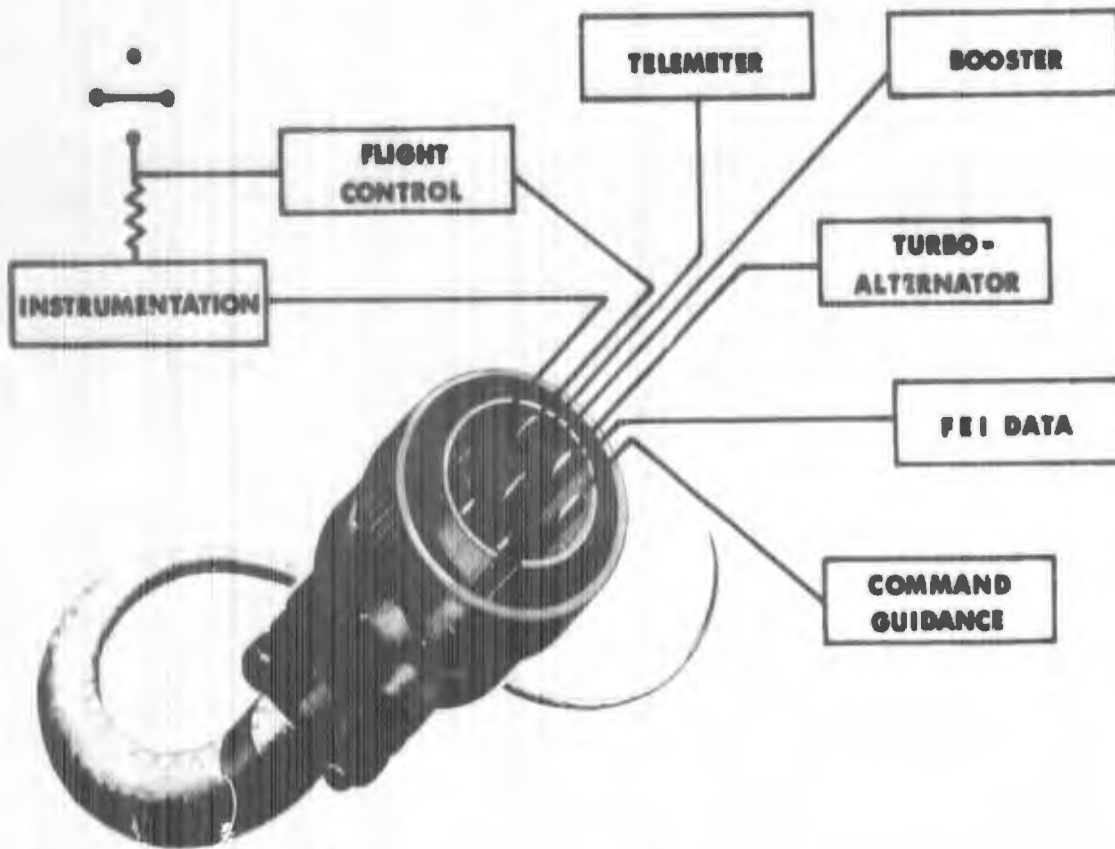 TELEMETER
BOOSTER
FLIGHT
CONTROL
TURBO-
ALTERNATOR
INSTRUMENTATION
FEI DATA
COMMAND
GUIDANCE